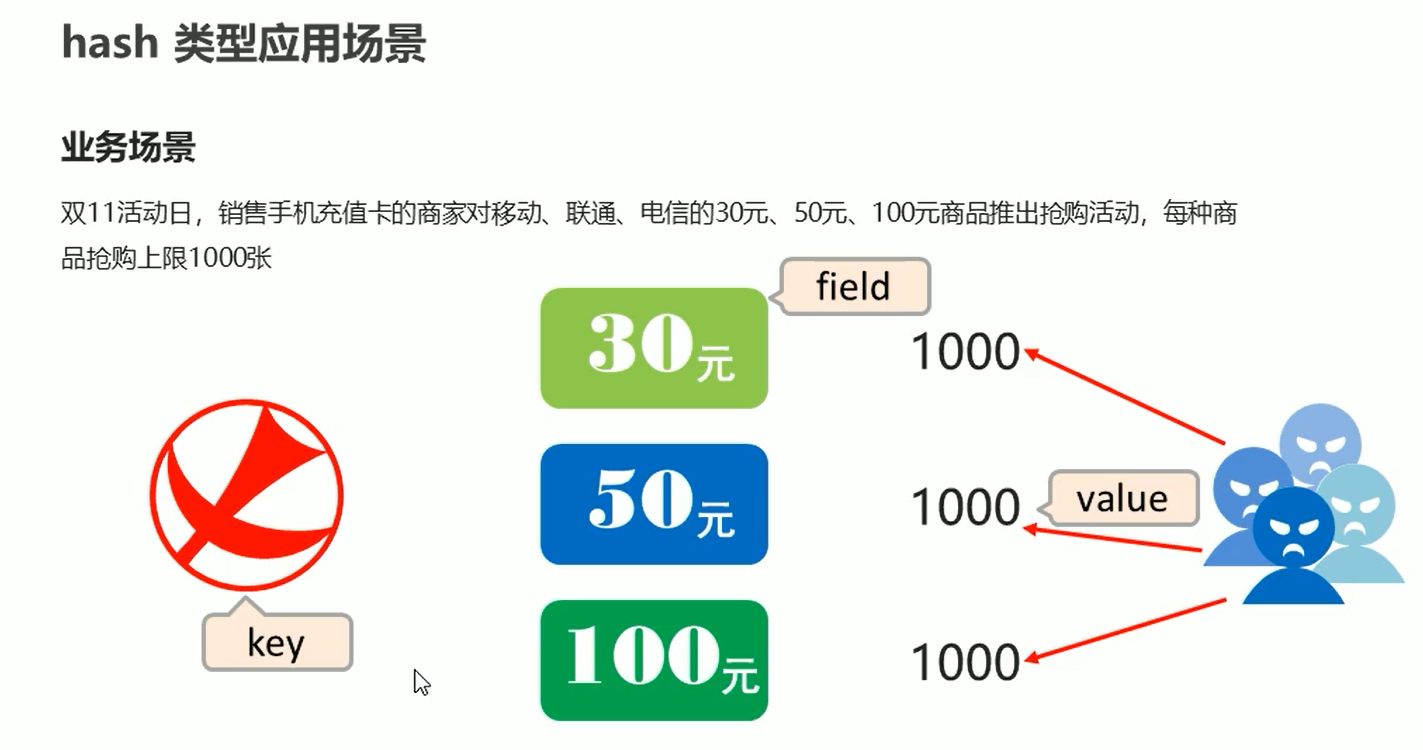 hash 类型应用场景
业务场景
双11活动日，销售手机充值卡的商家对移动、联通、电信的30元、50元、100元商品推出抢购活动，每种商
品抢购上限1000张
field
30元
1000
50元
1000
value
key
100元
1000